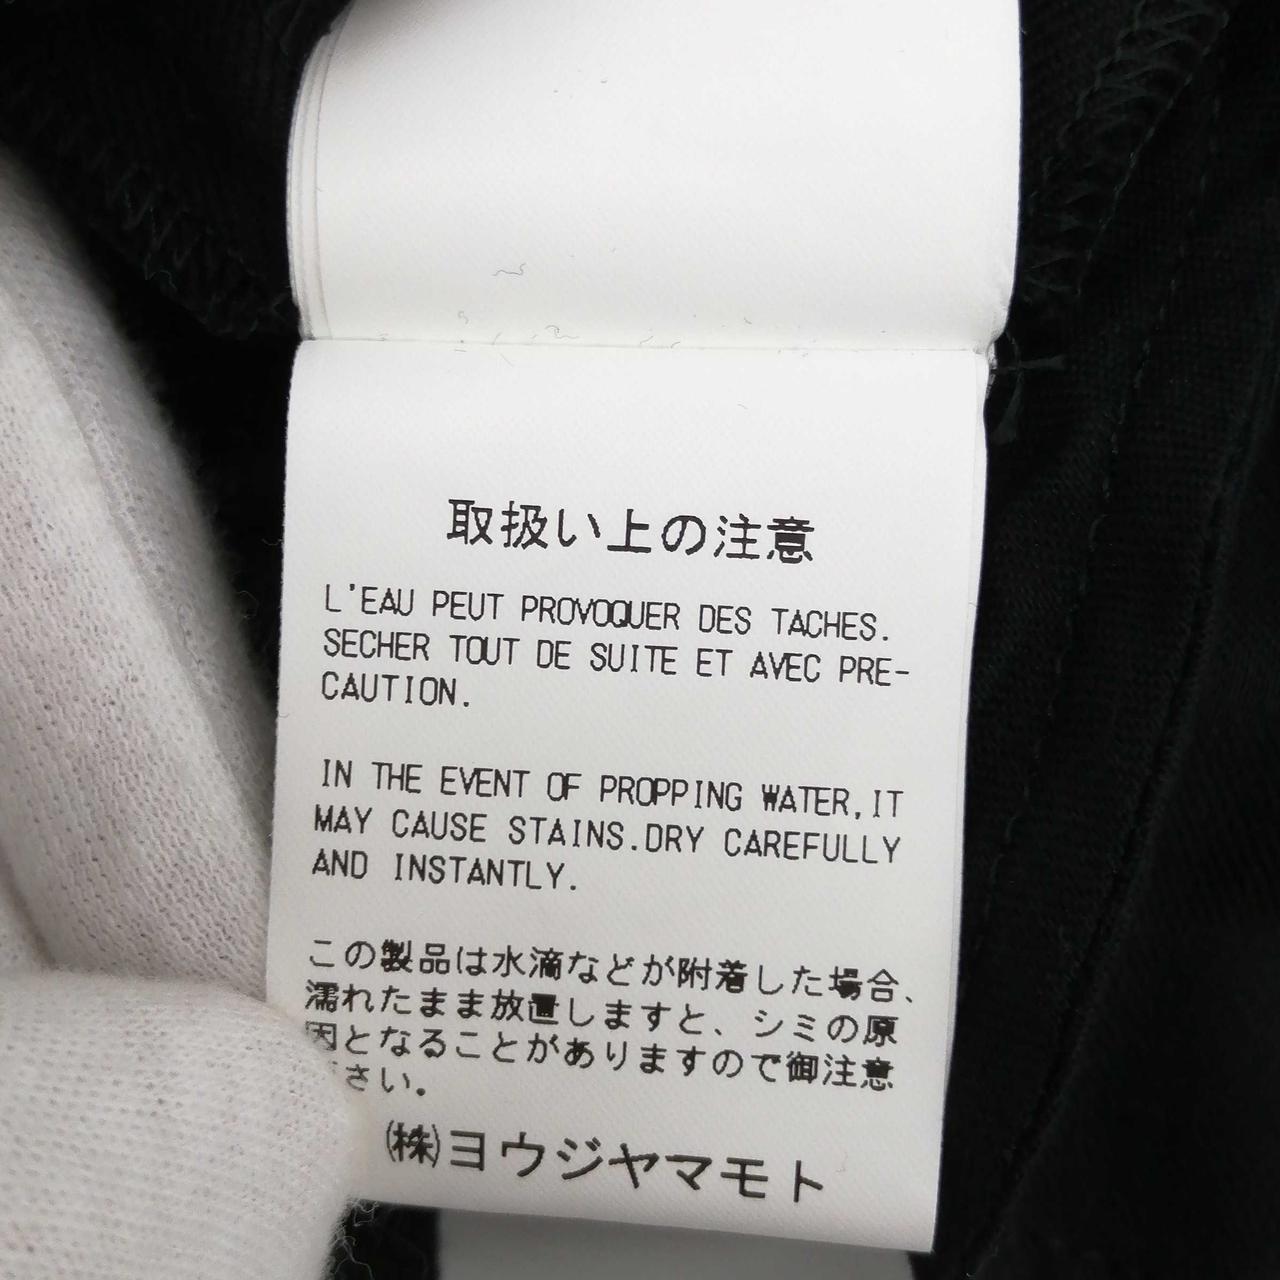 取扱い上の注意
L'EAU PEUT PROVOQUER DES TACHES.
SECHER TOUT DE SUITE ET AVEC PRE-
CAUTION.
IN THE EVENT OF PROPPING WATER,IT
MAY CAUSE STAINS.DRY CAREFULLY
AND INSTANTLY.
この製品は水滴などが附着した場合、
濡れたまま放置しますと、シミの原
因となることがありますので御注意
下さい。
㈱ヨウジヤマモト